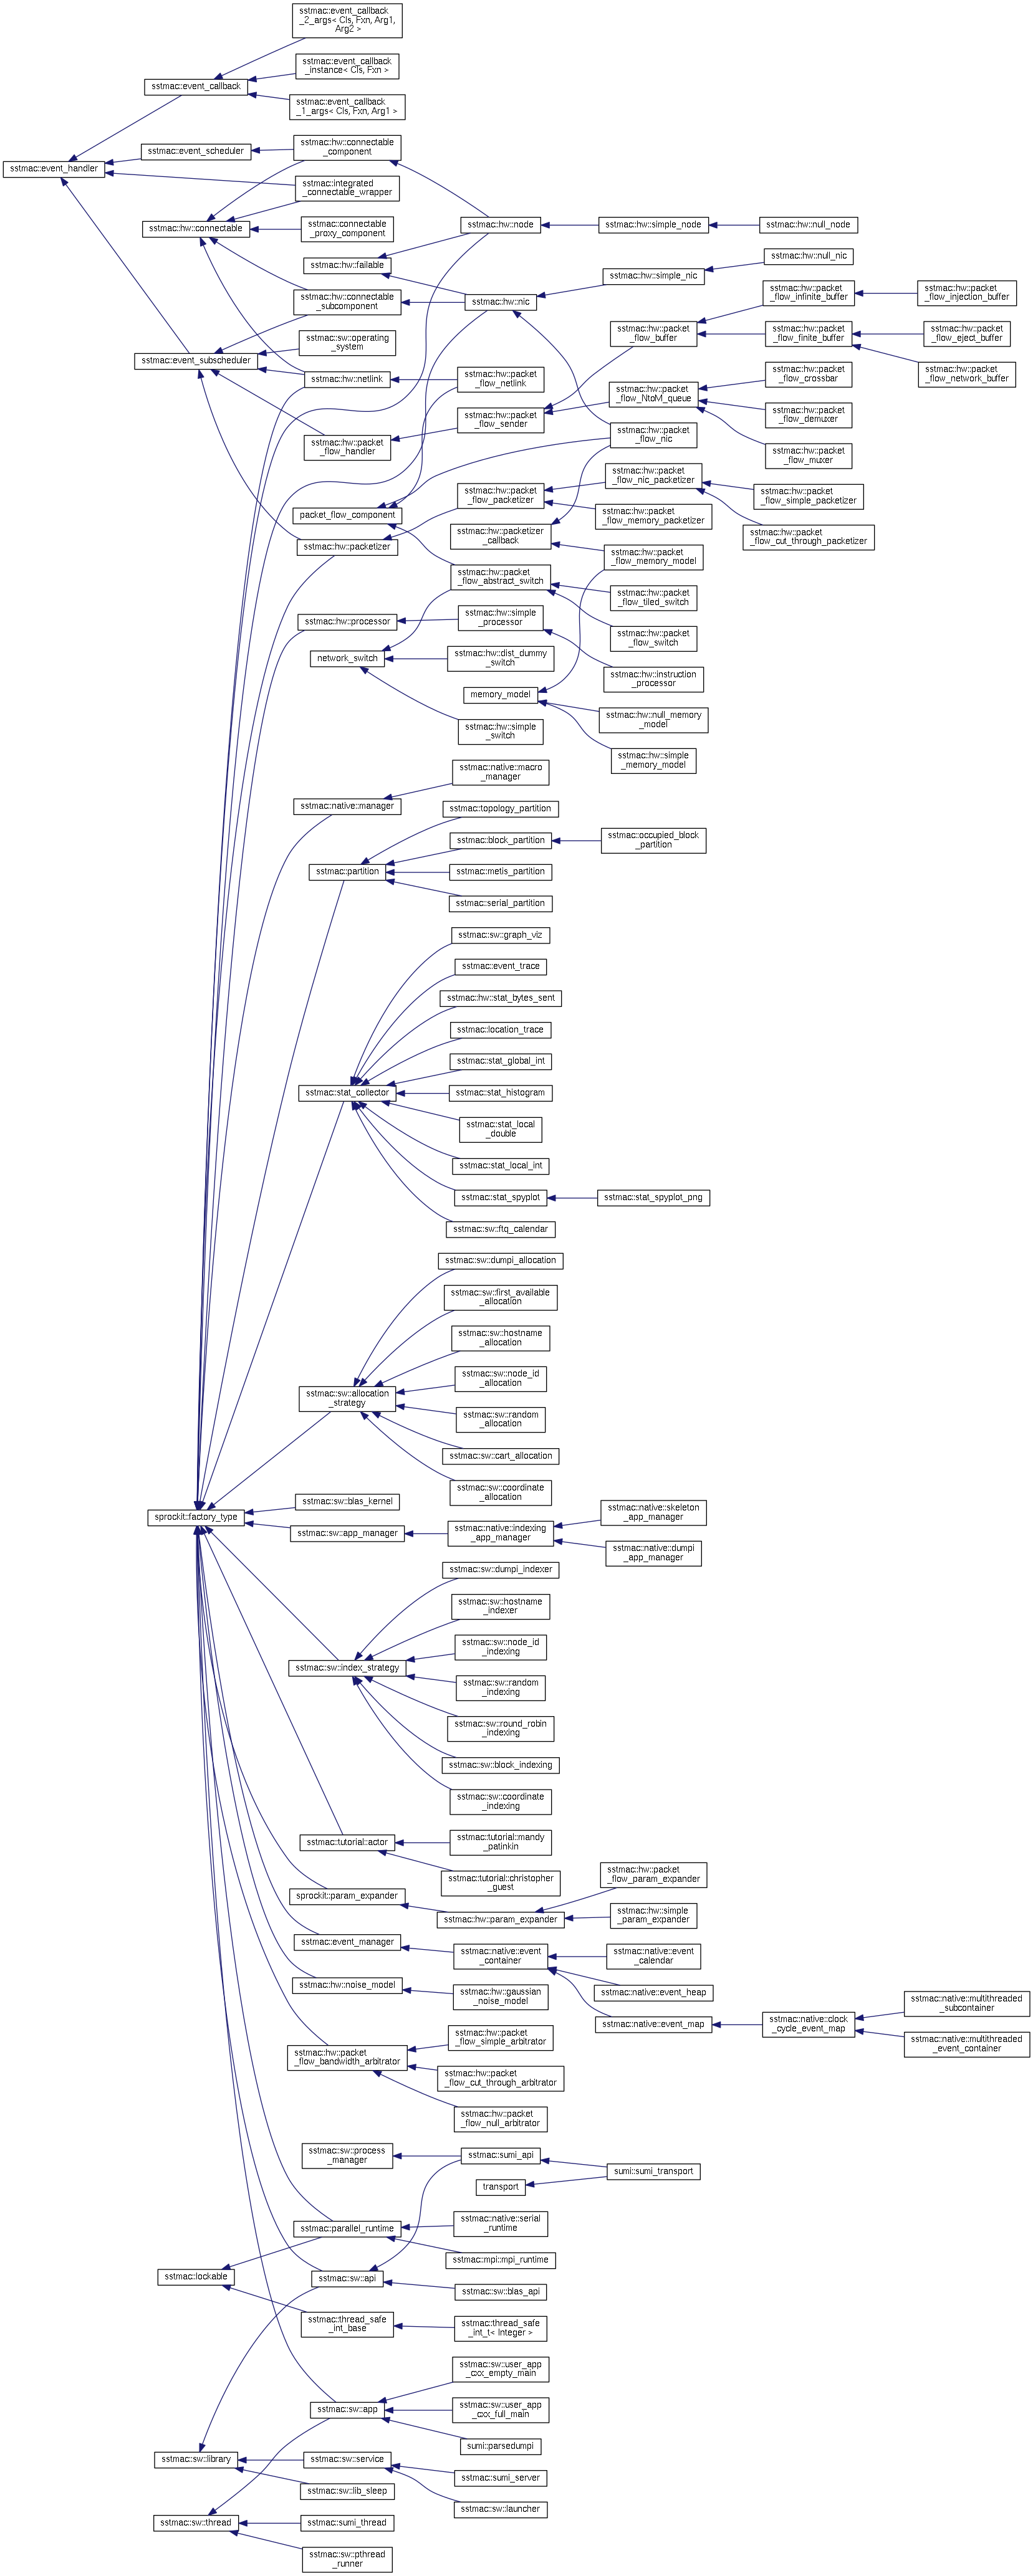 sstmac::event_callback
_2_args< Cls, Fxn, Arg1,
Arg2 >
sstmac::event_callback
_instance< Cls, Fxn >
sstmac::event_callback
sstmac::event_callback
_1_args< Cls, Fxn, Arg1 >
sstmac::hw::connectable
_component
sstmac::event_scheduler
sstmac::event_handler
sstmac::integrated
_connectable_wrapper
sstmac::hw::connectable
sstmac::connectable
_proxy_component
sstmac::hw::node
sstmac::hw::simple_node
sstmac::hw::null_node
sstmac::hw::failable
sstmac::hw::null_nic
sstmac::hw::simple_nic
sstmac::hw::connectable
_subcomponent
sstmac::hw::nic
sstmac::hw::packet
_flow_infinite_buffer
sstmac::hw::packet
_flow_injection_buffer
sstmac::sw::operating
_system
sstmac::hw::packet
_flow_buffer
sstmac::hw::packet
_flow_finite_buffer
sstmac::hw::packet
_flow_eject_buffer
sstmac::event_subscheduler
sstmac::hw::netlink
sstmac::hw::packet
_flow_netlink
sstmac::hw::packet
_flow_crossbar
sstmac::hw::packet
_flow_network_buffer
sstmac::hw::packet
_flow_NtoM_queue
sstmac::hw::packet
_flow_sender
sstmac::hw::packet
_flow_demuxer
sstmac::hw::packet
_flow_handler
sstmac::hw::packet
_flow_nic
sstmac::hw::packet
_flow_muxer
sstmac::hw::packet
_flow_nic_packetizer
sstmac::hw::packet
_flow_packetizer
sstmac::hw::packet
_flow_simple_packetizer
packet_flow_component
sstmac::hw::packet
_flow_memory_packetizer
sstmac::hw::packetizer
_callback
sstmac::hw::packet
_flow_cut_through_packetizer
sstmac::hw::packetizer
sstmac::hw::packet
_flow_memory_model
sstmac::hw::packet
_flow_abstract_switch
sstmac::hw::packet
_flow_tiled_switch
sstmac::hw::processor
sstmac::hw::simple
_processor
sstmac::hw::packet
_flow_switch
network_switch
sstmac::hw::dist_dummy
_switch
sstmac::hw::instruction
_processor
memory_model
sstmac::hw::null_memory
_model
sstmac::hw::simple
_switch
sstmac::hw::simple
_memory_model
sstmac::native::macro
_manager
sstmac::native::manager
sstmac::topology_partition
sstmac::block_partition
sstmac::occupied_block
_partition
sstmac::partition
sstmac::metis_partition
sstmac::serial_partition
sstmac::sw::graph_viz
sstmac::event_trace
sstmac::hw::stat_bytes_sent
sstmac::location_trace
sstmac::stat_global_int
sstmac::stat_collector
sstmac::stat_histogram
sstmac::stat_local
_double
sstmac::stat_local_int
sstmac::stat_spyplot
sstmac::stat_spyplot_png
sstmac::sw::ftq_calendar
sstmac::sw::dumpi_allocation
sstmac::sw::first_available
_allocation
sstmac::sw::hostname
_allocation
sstmac::sw::node_id
_allocation
sstmac::sw::allocation
_strategy
sstmac::sw::random
_allocation
sstmac::sw::cart_allocation
sstmac::sw::coordinate
_allocation
sstmac::sw::blas_kernel
sprockit::factory_type
sstmac::native::skeleton
_app_manager
sstmac::sw::app_manager
sstmac::native::indexing
_app_manager
sstmac::native::dumpi
_app_manager
sstmac::sw::dumpi_indexer
sstmac::sw::hostname
_indexer
sstmac::sw::node_id
_indexing
sstmac::sw::index_strategy
sstmac::sw::random
_indexing
sstmac::sw::round_robin
_indexing
sstmac::sw::block_indexing
sstmac::sw::coordinate
_indexing
sstmac::tutorial::actor
sstmac::tutorial::mandy
_patinkin
sstmac::tutorial::christopher
_guest
sstmac::hw::packet
_flow_param_expander
sprockit::param_expander
sstmac::hw::param_expander
sstmac::hw::simple
_param_expander
sstmac::event_manager
sstmac::native::event
_container
sstmac::native::event
_calendar
sstmac::hw::noise_model
sstmac::native::event_heap
sstmac::hw::gaussian
_noise_model
sstmac::native::multithreaded
_subcontainer
sstmac::native::event_map
sstmac::native::clock
_cycle_event_map
sstmac::hw::packet
_flow_simple_arbitrator
sstmac::native::multithreaded
_event_container
sstmac::hw::packet
_flow_bandwidth_arbitrator
sstmac::hw::packet
_flow_cut_through_arbitrator
sstmac::hw::packet
_flow_null_arbitrator
sstmac::sw::process
_manager
sstmac::sumi_api
sumi::sumi_transport
transport
sstmac::parallel_runtime
sstmac::native::serial
_runtime
sstmac::mpi::mpi_runtime
sstmac::lockable
sstmac::sw::api
sstmac::sw::blas_api
sstmac::thread_safe
_int_base
sstmac::thread_safe
_int_t< Integer >
sstmac::sw::user_app
_cxx_empty_main
sstmac::sw::app
sstmac::sw::user_app
_cxx_full_main
sumi::parsedumpi
sstmac::sw::library
sstmac::sw::service
sstmac::sumi_server
sstmac::sw::lib_sleep
sstmac::sw::launcher
sstmac::sw::thread
sstmac::sumi_thread
sstmac::sw::pthread
_runner